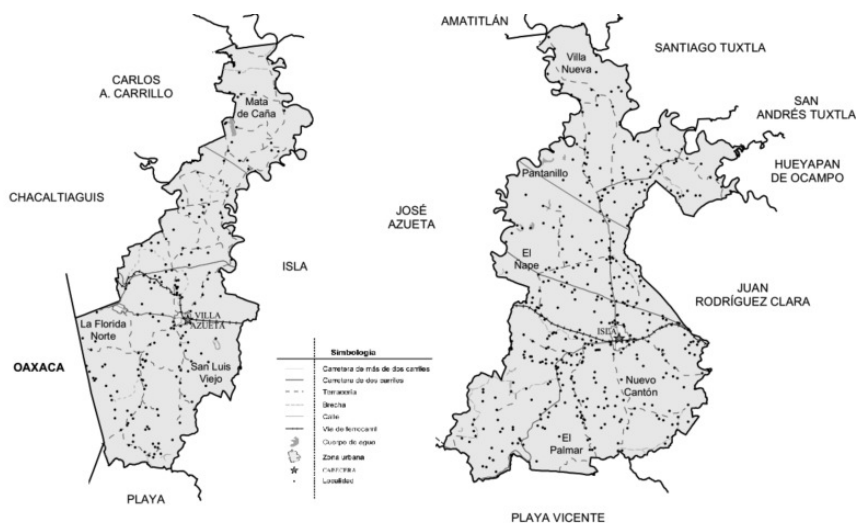 AMATITLÁN
CARLOS
A. CARRILLO
Mata
de Caña
Villa
Nueva
SANTIAGO TUXTLA
SAN
ANDRÉS TUXTLA
HUEYAPAN
DE OCAMPO
Pantanillo
CHACALTIAGUIS
JOSÉ
AZUETA
ISLA
El
Nape
JUAN
RODRÍGUEZ CLARA
La Florida
Norte
VILLA
AZUETA
ISLA
OAXACA
San Luis
Viejo
Nuevo
Cantón
El
Palmar
Simbología
Carretera de más de dos carriles
Carretera de dos carriles
Terracería
Brecha
Calle
Vía de ferrocarril
Cuerpo de agua
Zona urbana
CABECERA
Localidad
PLAYA
PLAYA VICENTE